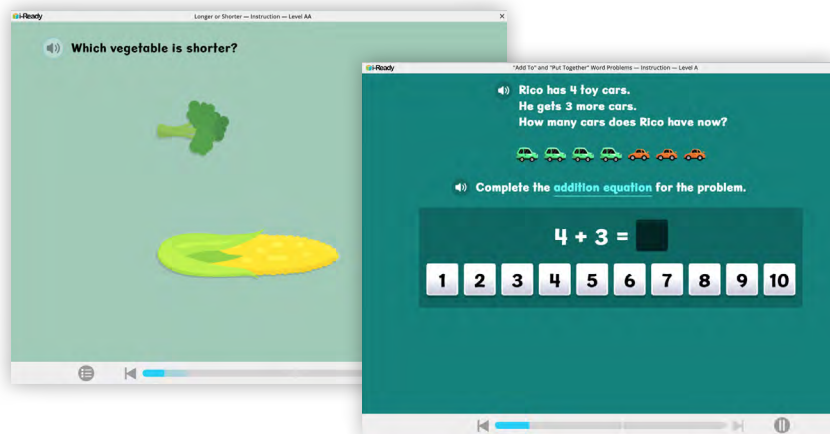 i-Ready
Longer or Shorter — Instruction — Level AA
Which vegetable is shorter?
i-Ready
"Add To" and "Put Together" Word Problems — Instruction — Level A
Rico has 4 toy cars.
He gets 3 more cars.
How many cars does Rico have now?
Complete the addition equation for the problem.
4 + 3 =
1 2 3 4 5 6 7 8 9 10